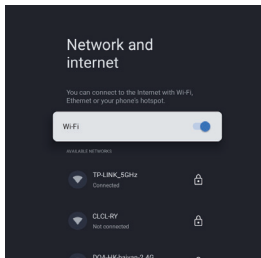 Network and
internet
You can connect to the Internet with Wi-Fi,
Ethernet or your phone's hotspot.
Wi-Fi
AVAILABLE NETWORKS
TP-LINK_5GHz
Connected
CLCL-RY
Not connected